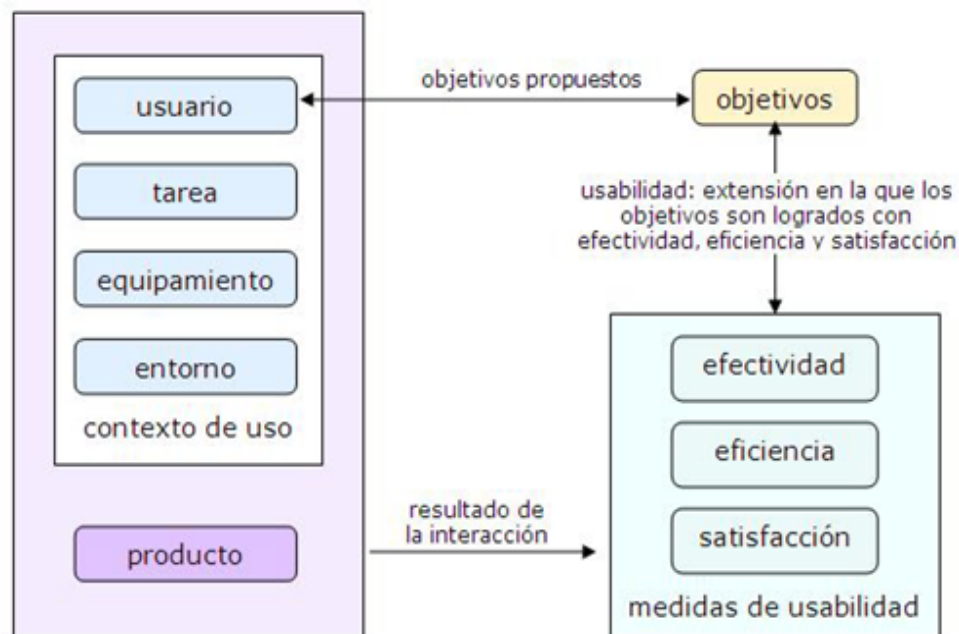 usuario
tarea
equipamiento
entorno
contexto de uso
producto
objetivos propuestos
objetivos
usabilidad: extensión en la que los
objetivos son logrados con
efectividad, eficiencia y satisfacción
resultado de
la interacción
efectividad
eficiencia
satisfacción
medidas de usabilidad